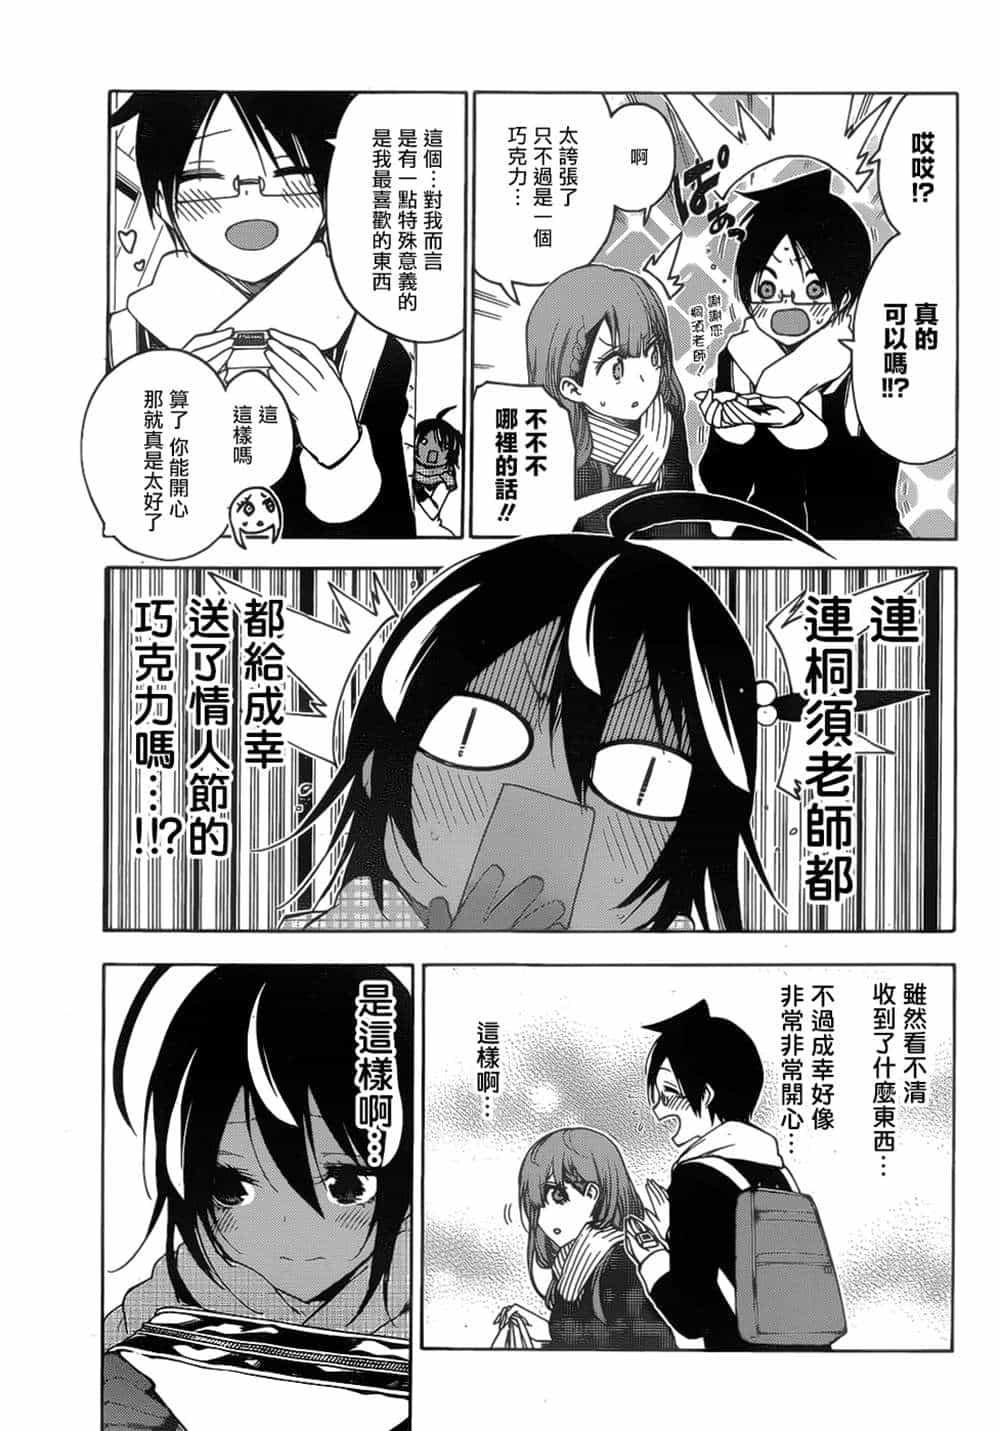 哎哎!?
真的
可以嗎!!?
謝謝您
桐須老師!
ぱあぁっ
啊
太誇張了
只不過是一個
巧克力…
不不不
哪裡的話!!
這個…對我而言
是有一點特殊意義的
是我最喜歡的東西
這
這樣嗎
算了 你能開心
那就真是太好了
連
連桐須老師都
都給成幸
送了情人節的
巧克力嗎…!!?
雖然看不清
收到了什麼東西…
不過成幸好像
非常非常開心…
這樣啊…
是這樣啊…